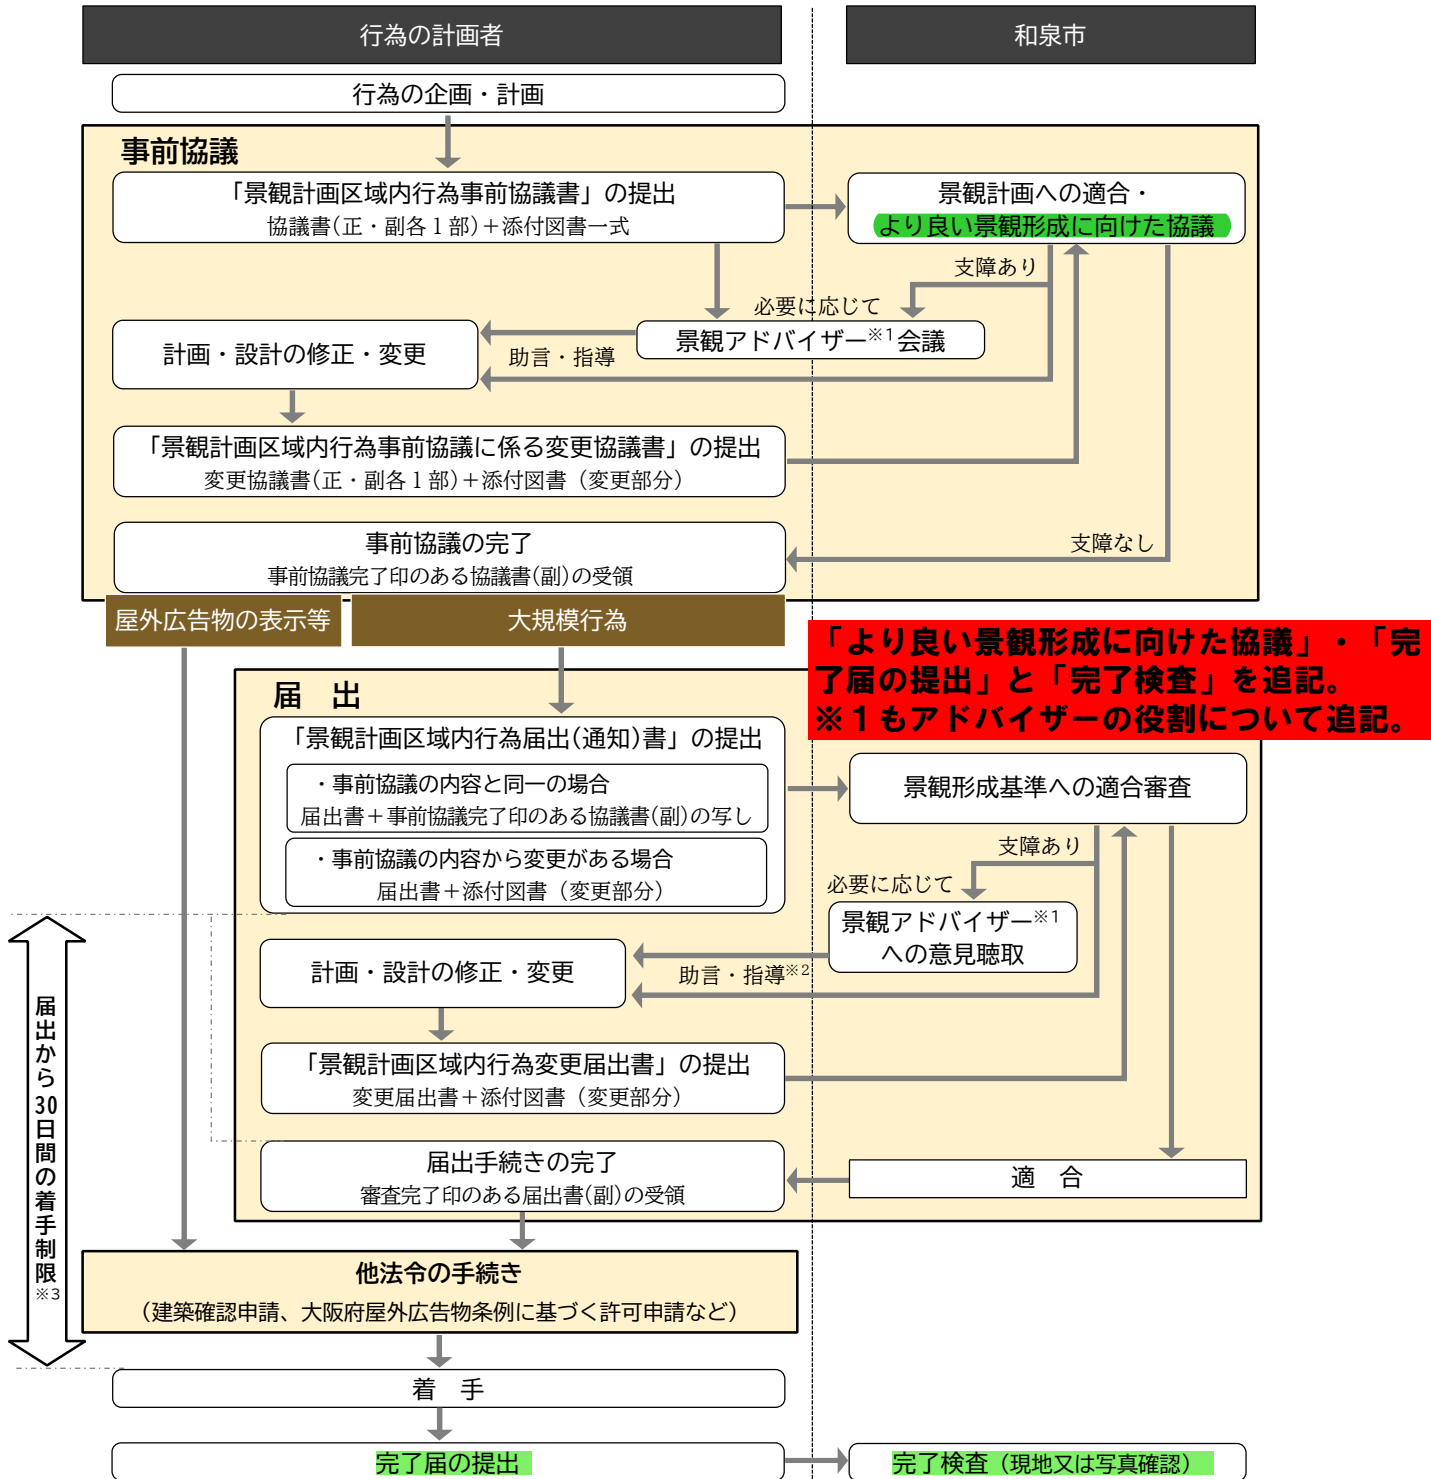 行為の計画者
和泉市
行為の企画・計画
事前協議
「景観計画区域内行為事前協議書」の提出
協議書(正・副各1部)＋添付図書一式
景観計画への適合・
より良い景観形成に向けた協議
支障あり
必要に応じて
景観アドバイザー※1会議
計画・設計の修正・変更
助言・指導
「景観計画区域内行為事前協議に係る変更協議書」の提出
変更協議書(正・副各1部)＋添付図書（変更部分）
事前協議の完了
事前協議完了印のある協議書(副)の受領
支障なし
屋外広告物の表示等
大規模行為
「より良い景観形成に向けた協議」・「完
了届の提出」と「完了検査」を追記。
※１もアドバイザーの役割について追記。
届　出
「景観計画区域内行為届出(通知)書」の提出
・事前協議の内容と同一の場合
届出書＋事前協議完了印のある協議書(副)の写し
・事前協議の内容から変更がある場合
届出書＋添付図書（変更部分）
景観形成基準への適合審査
支障あり
必要に応じて
景観アドバイザー※1
への意見聴取
計画・設計の修正・変更
助言・指導※2
「景観計画区域内行為変更届出書」の提出
変更届出書＋添付図書（変更部分）
届出手続きの完了
審査完了印のある届出書(副)の受領
適　合
届出から30日間の着手制限※3
他法令の手続き
（建築確認申請、大阪府屋外広告物条例に基づく許可申請など）
着　手
完了届の提出
完了検査（現地又は写真確認）